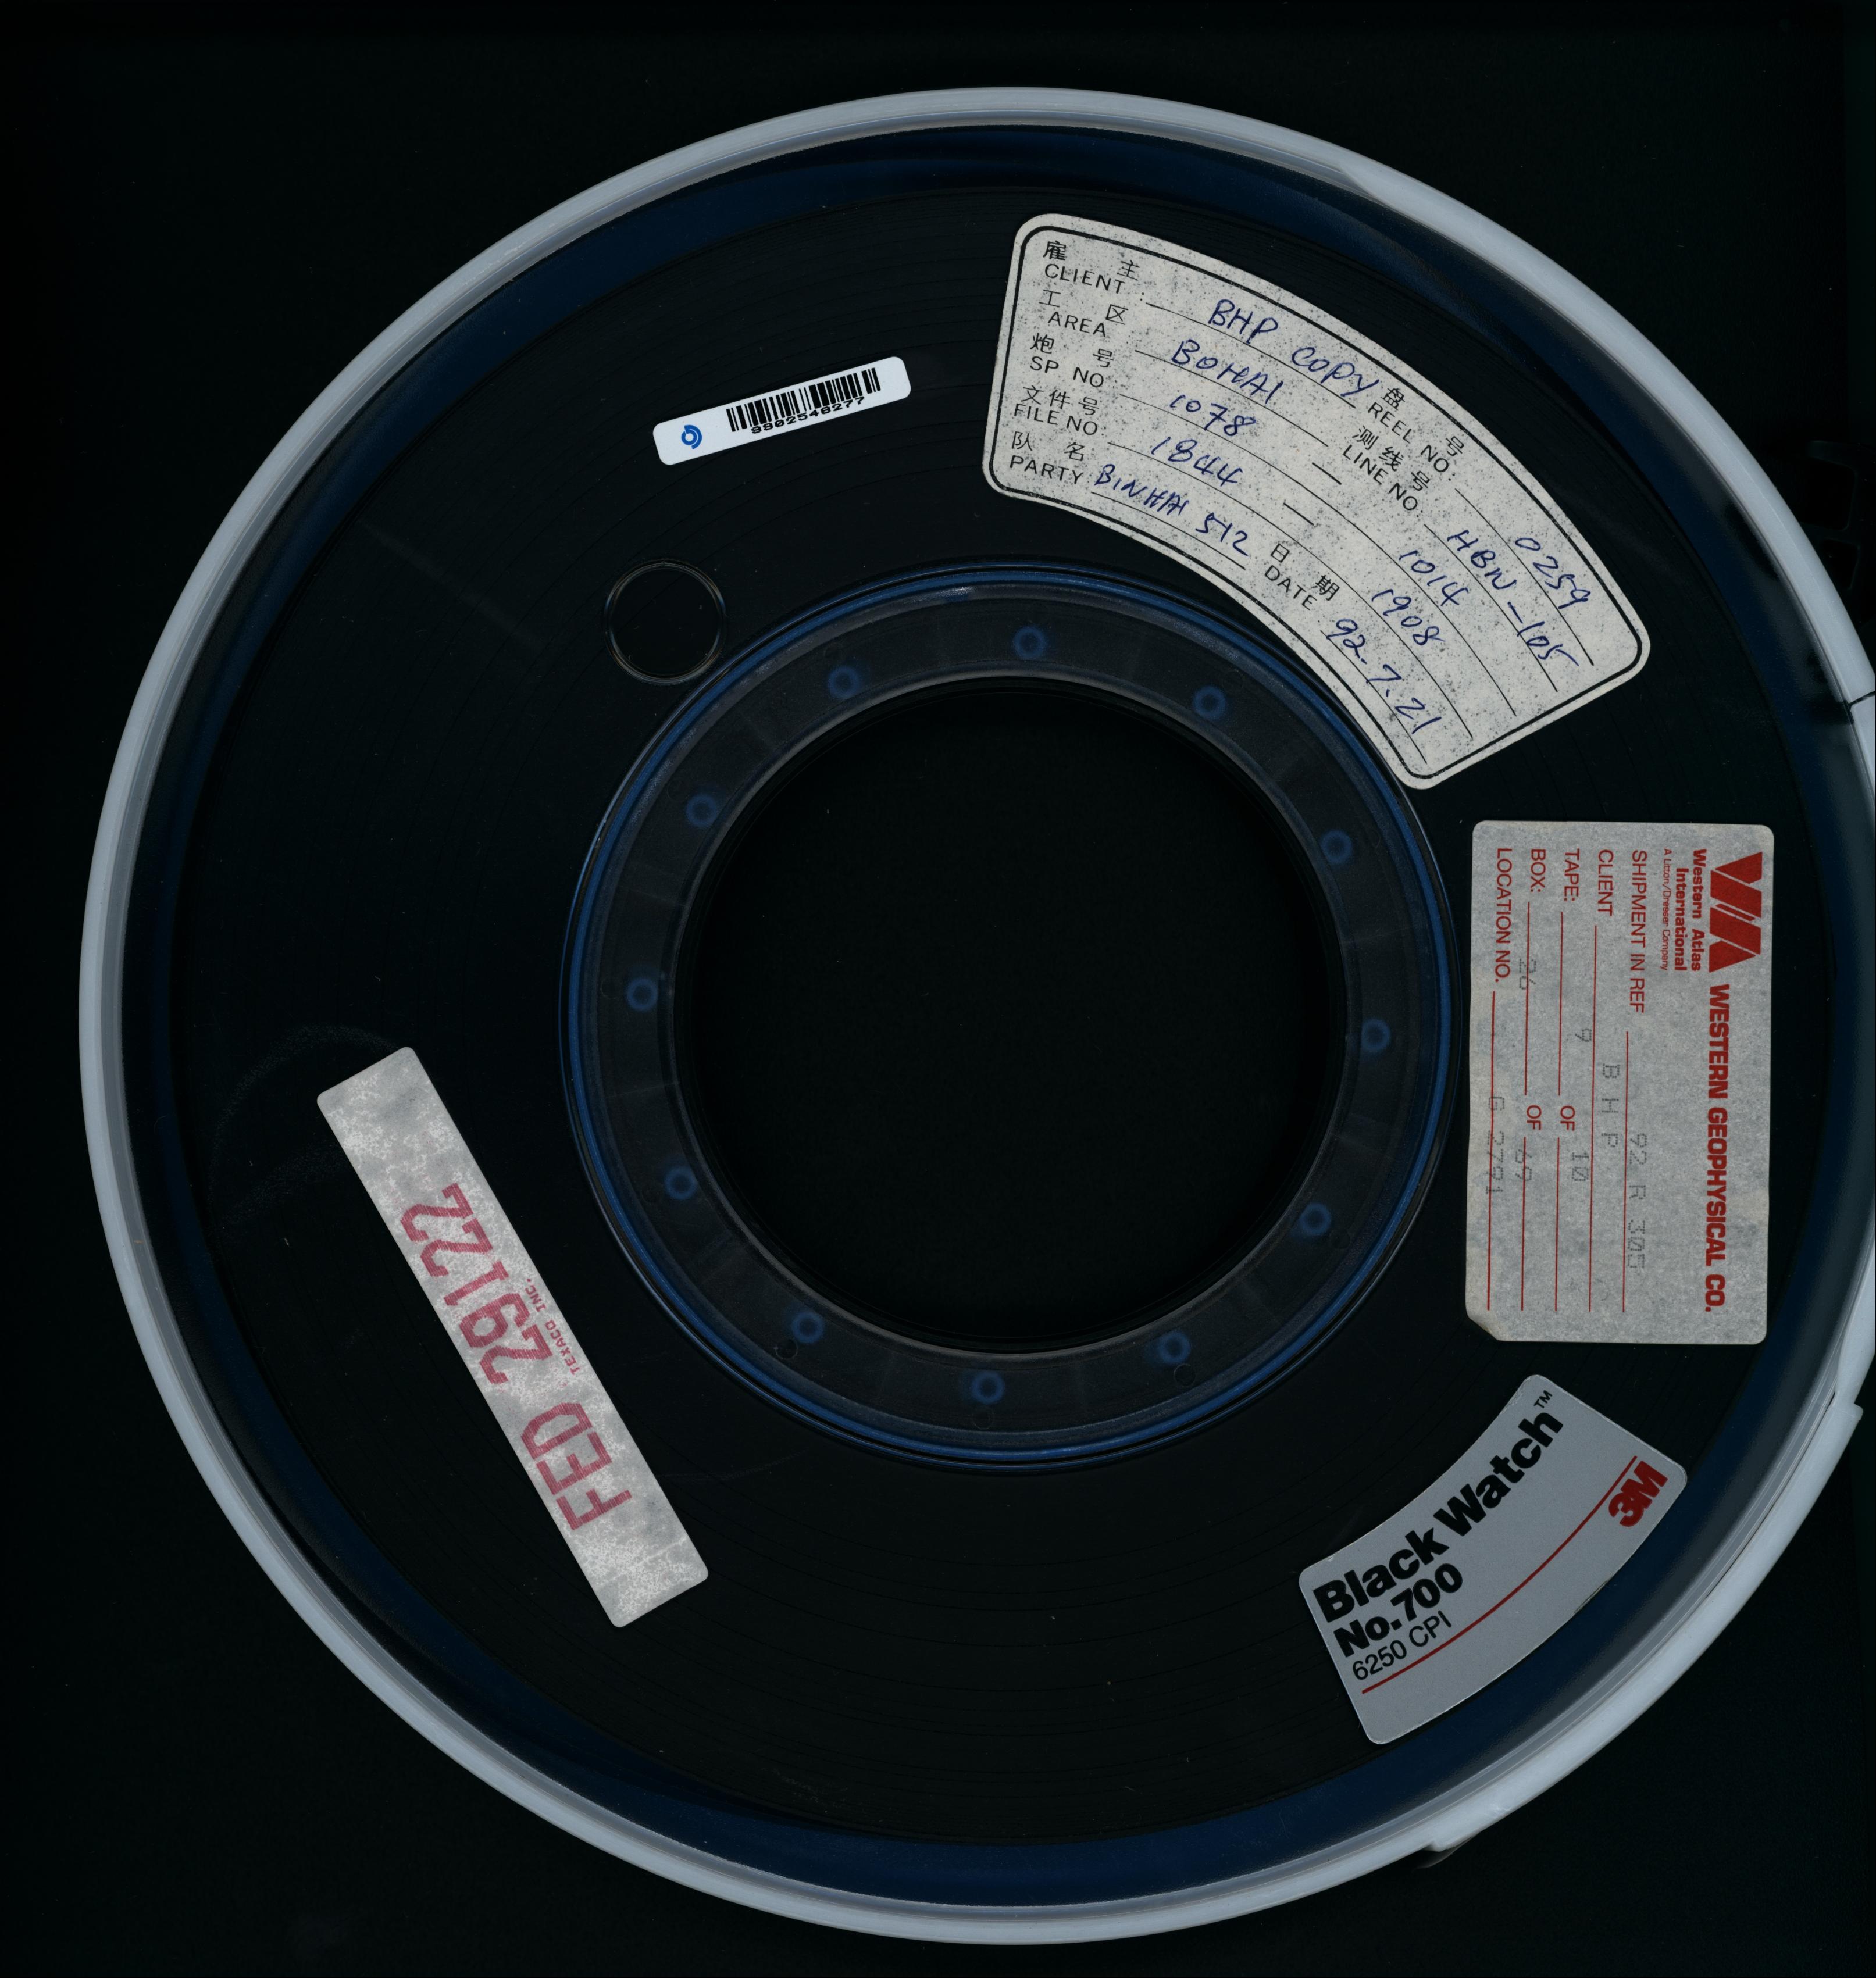 雇 主
CLIENT : BHP COPY
盘 号
REEL NO: 0259
工 区
AREA BOHAI
测 线 号
LINE NO. HBN-105
炮 号
SP NO 1078 — 1014
文件号
FILE NO. 1844 — 1908
队 名
PARTY BINHAI 512
日 期
DATE 92.7.21
9902548277
Western Atlas
International
A Litton/Dresser Company
WESTERN GEOPHYSICAL CO.
SHIPMENT IN REF 92 R 305
CLIENT B H P
TAPE: 9 OF 10
BOX: 26 OF 69
LOCATION NO. G 2791
Black Watch™
No.700
6250 CPI
3M
TEXACO INC.
FED 29122